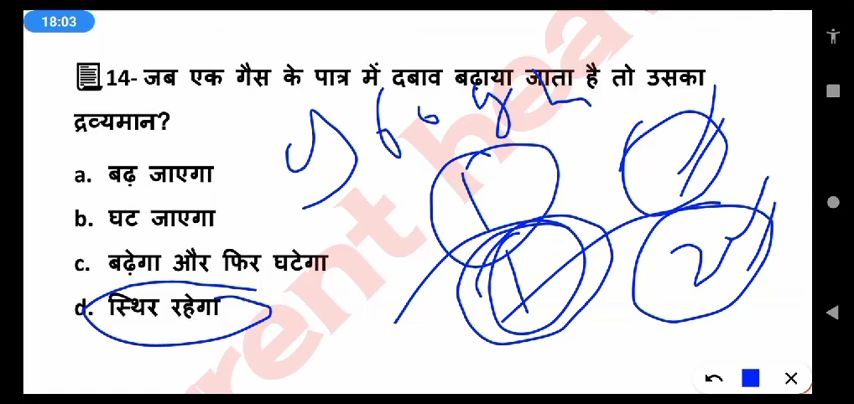 18:03
14- जब एक गैस के पात्र में दबाव बढ़ाया जाता है तो उसका
द्रव्यमान?
a. बढ़ जाएगा
b. घट जाएगा
c. बढ़ेगा और फिर घटेगा
d. स्थिर रहेगा